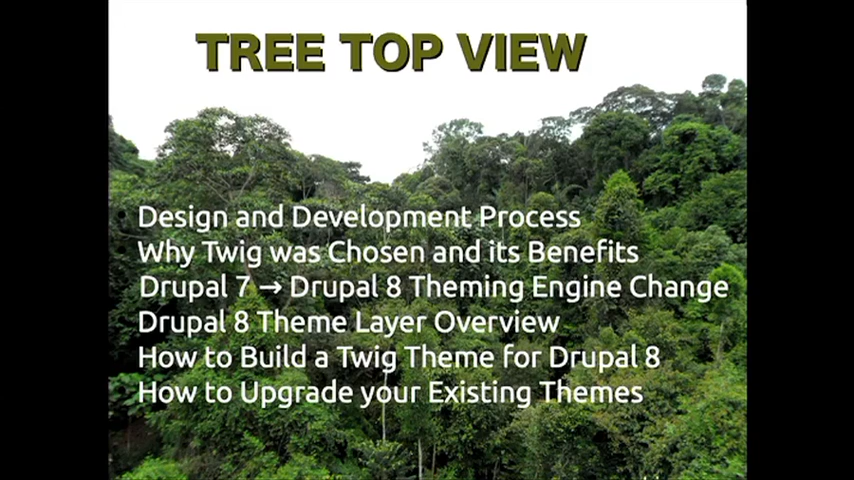 TREE TOP VIEW
Design and Development Process
Why Twig was Chosen and its Benefits
Drupal 7 → Drupal 8 Theming Engine Change
Drupal 8 Theme Layer Overview
How to Build a Twig Theme for Drupal 8
How to Upgrade your Existing Themes